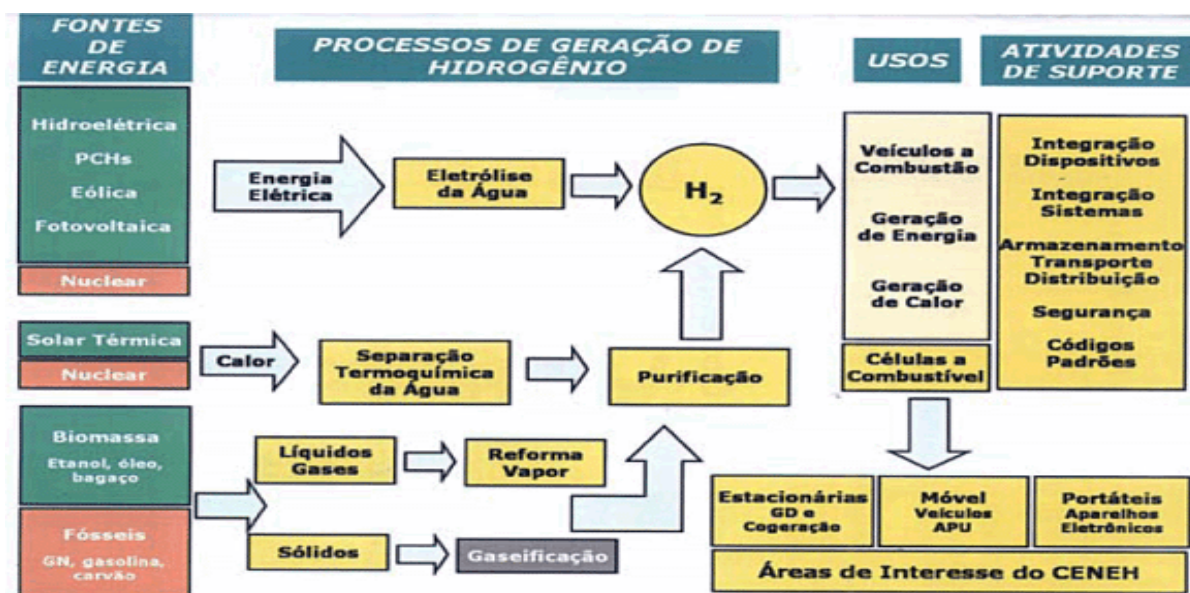 FONTES
DE
ENERGIA
PROCESSOS DE GERAÇÃO DE
HIDROGÊNIO
USOS
ATIVIDADES
DE SUPORTE
Hidroelétrica
PCHs
Eólica
Fotovoltaica
Nuclear
Energia
Elétrica
Eletrólise
da Água
H₂
Veículos a
Combustão
Geração
de Energia
Geração
de Calor
Células a
Combustível
Integração
Dispositivos
Integração
Sistemas
Armazenamento
Transporte
Distribuição
Segurança
Códigos
Padrões
Solar Térmica
Nuclear
Calor
Separação
Termoquímica
da Água
Purificação
Biomassa
Etanol, óleo,
bagaço
Fósseis
GN, gasolina,
carvão
Líquidos
Gases
Reforma
Vapor
Sólidos
Gaseificação
Estacionárias
GD e
Cogeração
Móvel
Veículos
APU
Portáteis
Aparelhos
Eletrônicos
Áreas de Interesse do CENEH